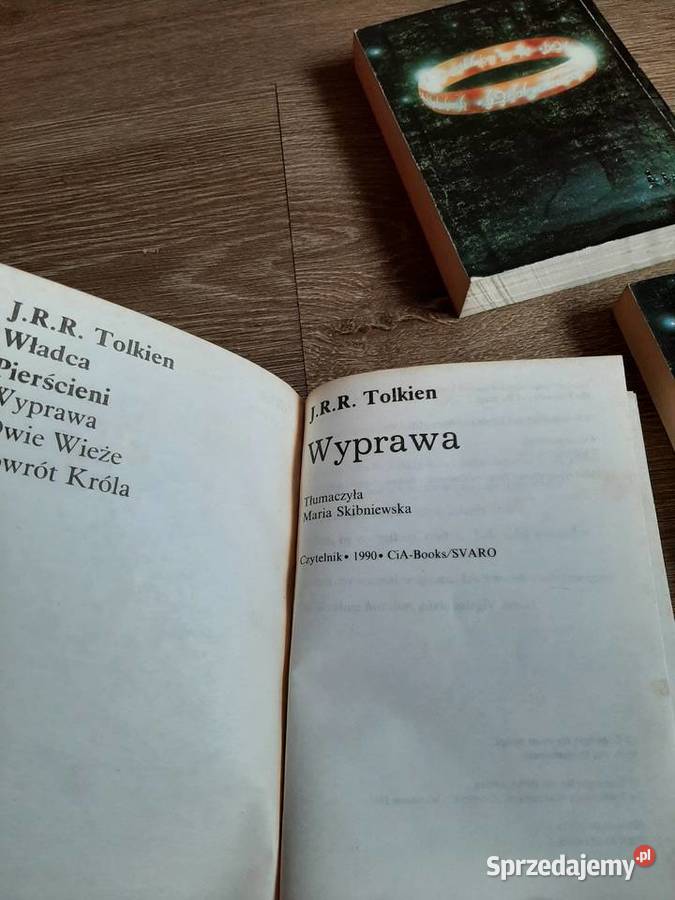 J.R.R. Tolkien
Władca
Pierścieni
Wyprawa
Dwie Wieże
Powrót Króla
J.R.R. Tolkien
Wyprawa
Tłumaczyła
Maria Skibniewska
Czytelnik • 1990 • CiA-Books/SVARO
Sprzedajemy.pl